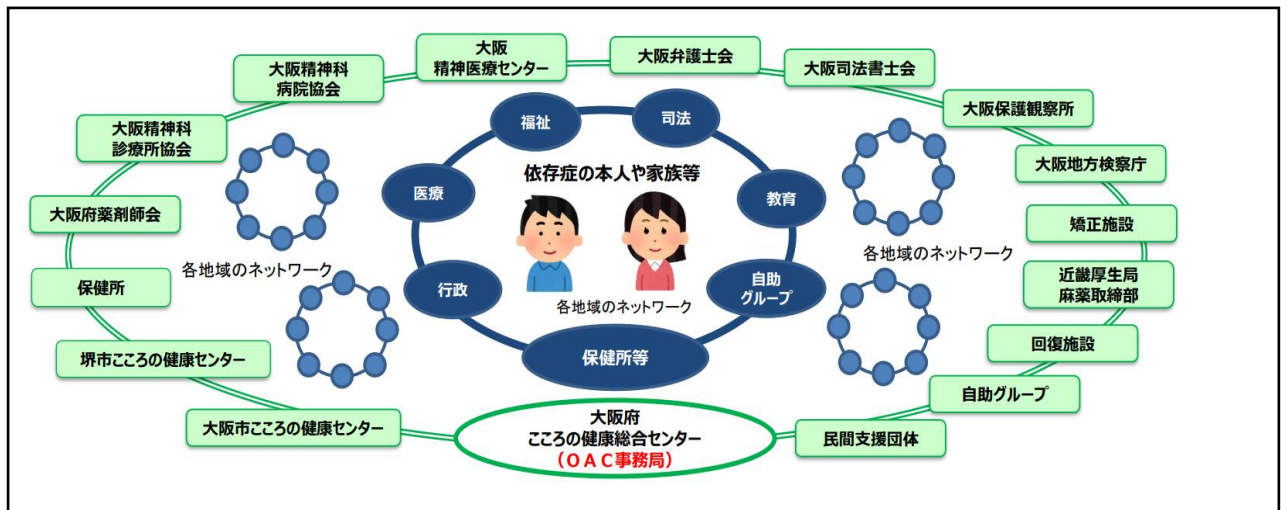 大阪
精神医療センター
大阪弁護士会
大阪司法書士会
大阪精神科
病院協会
大阪保護観察所
大阪精神科
診療所協会
大阪地方検察庁
大阪府薬剤師会
矯正施設
保健所
近畿厚生局
麻薬取締部
堺市こころの健康センター
回復施設
大阪市こころの健康センター
自助グループ
民間支援団体
大阪府
こころの健康総合センター
(OAC事務局)
福祉
司法
医療
教育
行政
自助
グループ
保健所等
依存症の本人や家族等
各地域のネットワーク
各地域のネットワーク
各地域のネットワーク